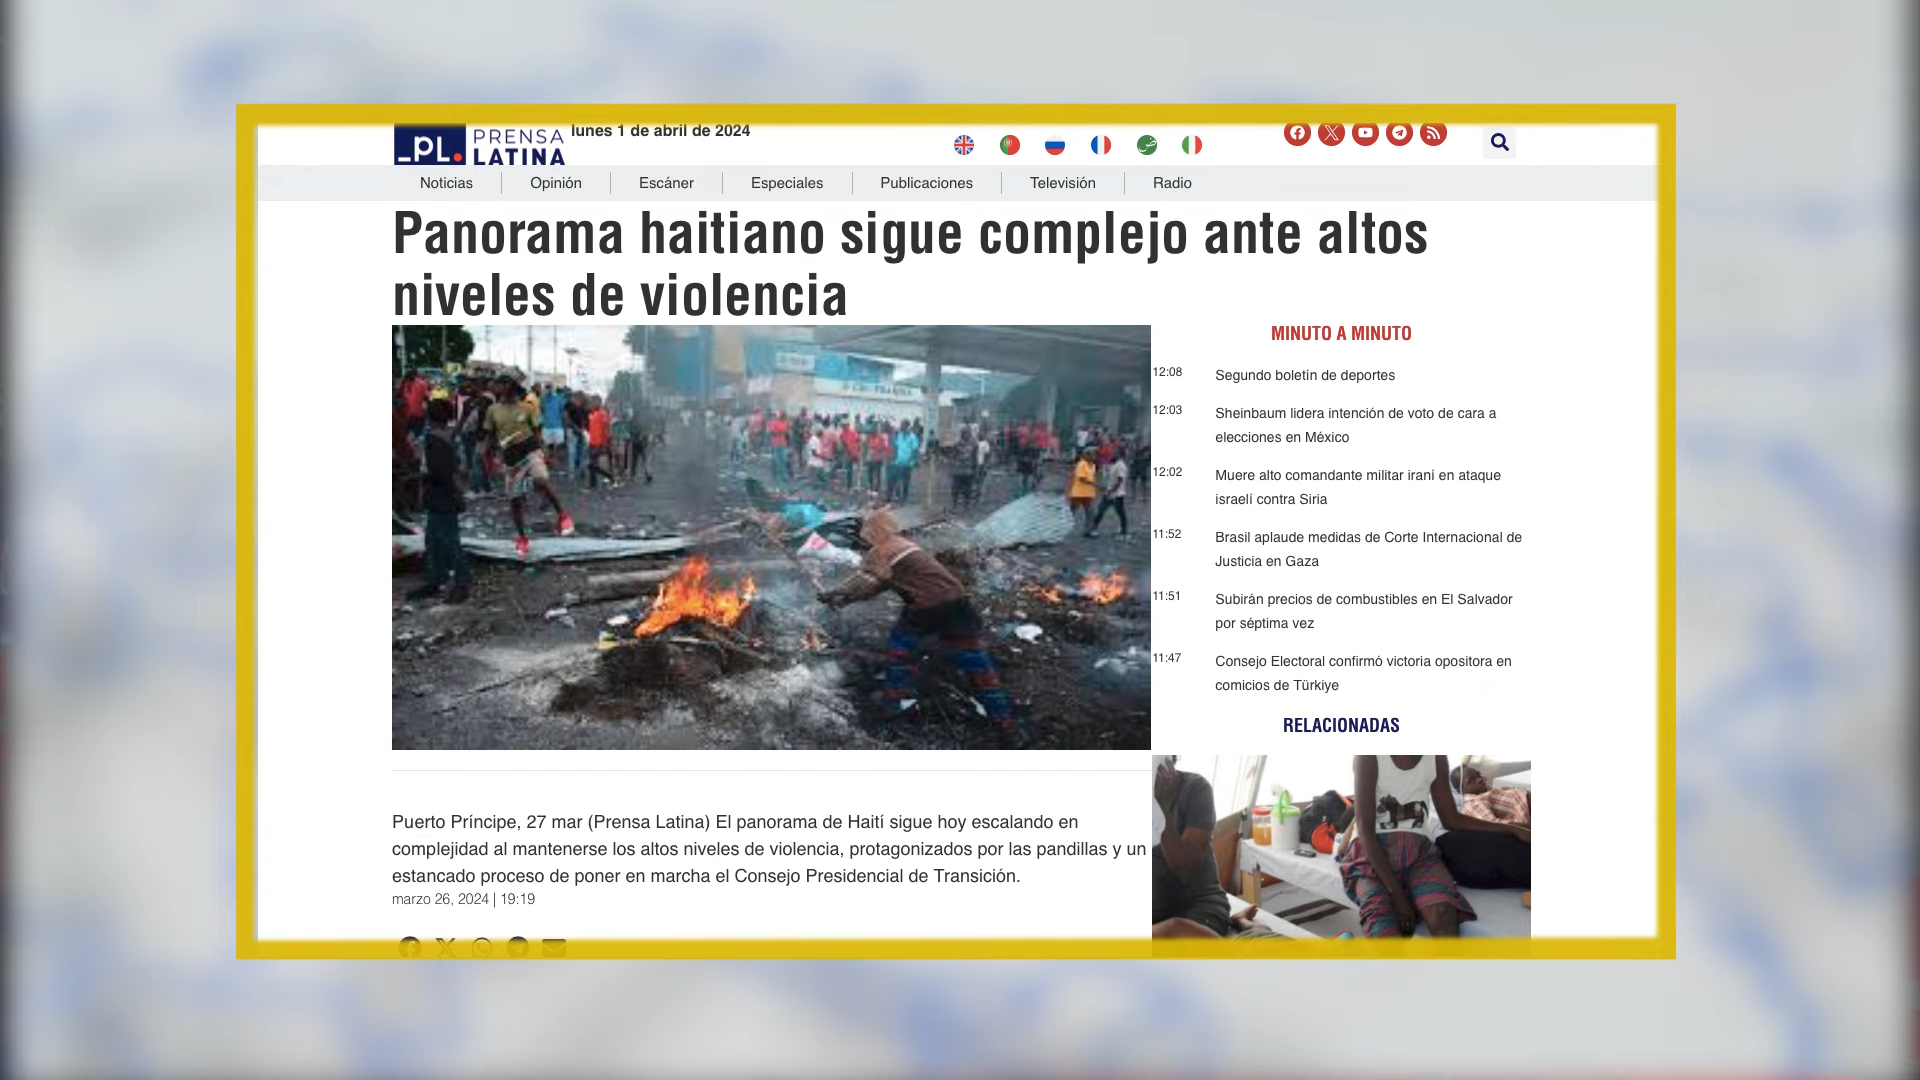 _PL. PRENSA LATINA
lunes 1 de abril de 2024
Noticias
Opinión
Escáner
Especiales
Publicaciones
Televisión
Radio
Panorama haitiano sigue complejo ante altos
niveles de violencia
MINUTO A MINUTO
12:08 Segundo boletín de deportes
12:03 Sheinbaum lidera intención de voto de cara a
elecciones en México
12:02 Muere alto comandante militar iraní en ataque
israelí contra Siria
11:52 Brasil aplaude medidas de Corte Internacional de
Justicia en Gaza
11:51 Subirán precios de combustibles en El Salvador
por séptima vez
11:47 Consejo Electoral confirmó victoria opositora en
comicios de Türkiye
RELACIONADAS
Puerto Príncipe, 27 mar (Prensa Latina) El panorama de Haití sigue hoy escalando en
complejidad al mantenerse los altos niveles de violencia, protagonizados por las pandillas y un
estancado proceso de poner en marcha el Consejo Presidencial de Transición.
marzo 26, 2024 | 19:19